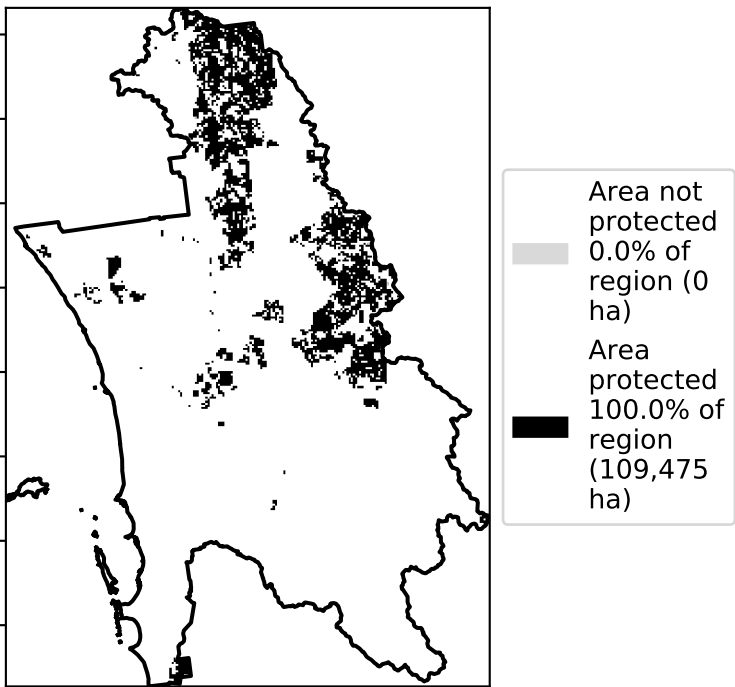 Area not
protected
0.0% of
region (0
ha)
Area
protected
100.0% of
region
(109,475
ha)